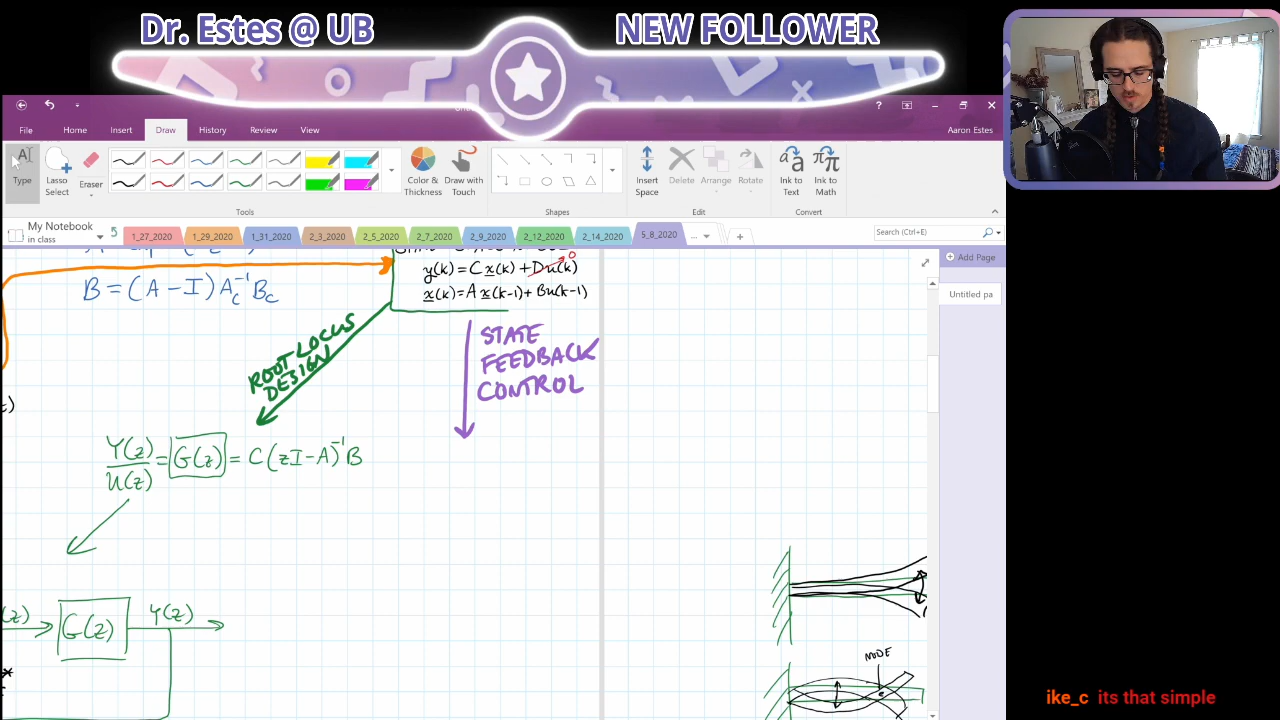 Dr. Estes @ UB
NEW FOLLOWER
File
Home
Insert
Draw
History
Review
View
Aaron Estes
Type
Lasso
Select
Eraser
Color &
Thickness
Draw with
Touch
Insert
Space
Delete
Arrange
Rotate
Ink to
Text
Ink to
Math
Tools
Shapes
Edit
Convert
My Notebook
in class
1_27_2020
1_29_2020
1_31_2020
2_3_2020
2_5_2020
2_7_2020
2_9_2020
2_12_2020
2_14_2020
5_8_2020
...
Search (Ctrl+E)
Add Page
Untitled pa
y(k) = Cx(k) + Du(k) 0
x(k) = Ax(k-1) + Bu(k-1)
B = (A - I) A_c^{-1} B_c
ROOT LOCUS
DESIGN
STATE
FEEDBACK
CONTROL
Y(z)/U(z) = G(z) = C(zI-A)^{-1}B
(z)
G(z)
Y(z)
NODE
ike_c its that simple